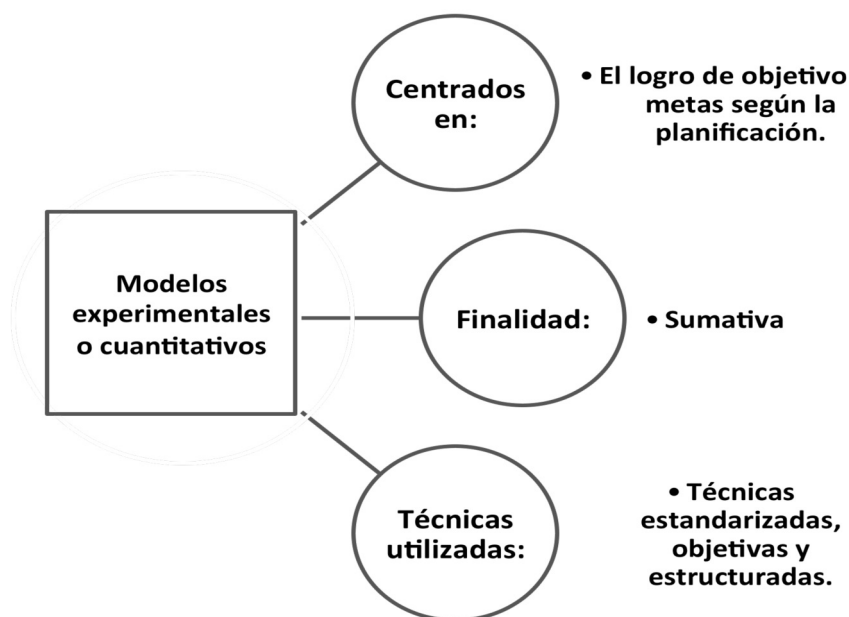 Centrados
en:
• El logro de objetivo
metas según la
planificación.
Modelos
experimentales
o cuantitativos
Finalidad:
• Sumativa
Técnicas
utilizadas:
• Técnicas
estandarizadas,
objetivas y
estructuradas.